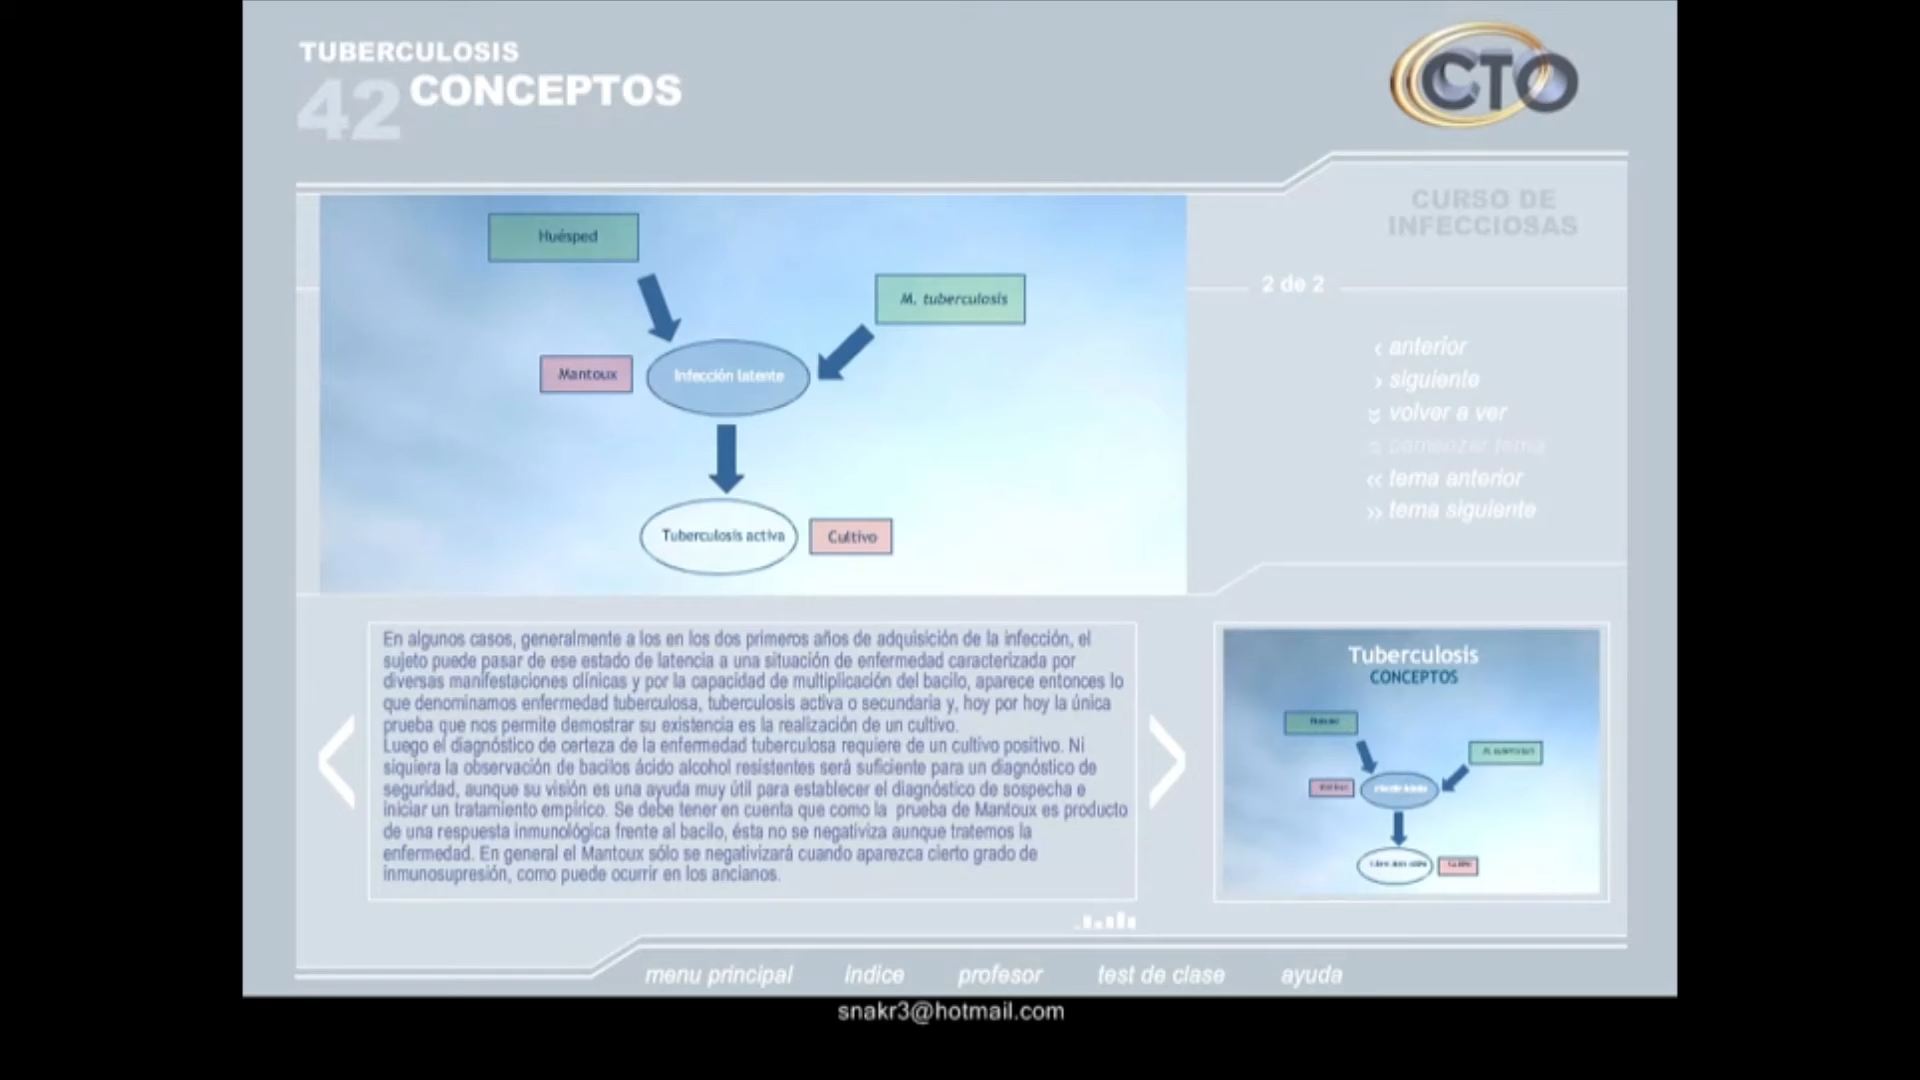 TUBERCULOSIS
42 CONCEPTOS
CTO
CURSO DE
INFECCIOSAS
2 de 2
‹ anterior
› siguiente
volver a ver
comenzar tema
‹‹ tema anterior
›› tema siguiente
Huésped
M. tuberculosis
Mantoux
Infección latente
Tuberculosis activa
Cultivo
En algunos casos, generalmente a los en los dos primeros años de adquisición de la infección, el
sujeto puede pasar de ese estado de latencia a una situación de enfermedad caracterizada por
diversas manifestaciones clínicas y por la capacidad de multiplicación del bacilo, aparece entonces lo
que denominamos enfermedad tuberculosa, tuberculosis activa o secundaria y, hoy por hoy la única
prueba que nos permite demostrar su existencia es la realización de un cultivo.
Luego el diagnóstico de certeza de la enfermedad tuberculosa requiere de un cultivo positivo. Ni
siquiera la observación de bacilos ácido alcohol resistentes será suficiente para un diagnóstico de
seguridad, aunque su visión es una ayuda muy útil para establecer el diagnóstico de sospecha e
iniciar un tratamiento empírico. Se debe tener en cuenta que como la prueba de Mantoux es producto
de una respuesta inmunológica frente al bacilo, ésta no se negativiza aunque tratemos la
enfermedad. En general el Mantoux sólo se negativizará cuando aparezca cierto grado de
inmunosupresión, como puede ocurrir en los ancianos.
Tuberculosis
CONCEPTOS
menu principal
índice
profesor
test de clase
ayuda
snakr3@hotmail.com